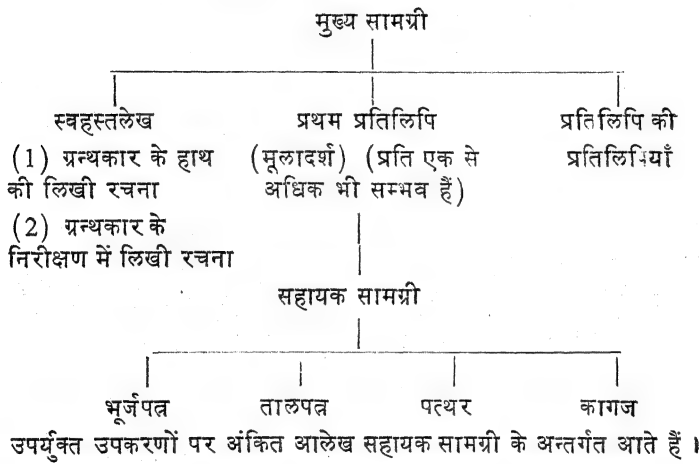 मुख्य सामग्री
स्वहस्तलेख
(1) ग्रन्थकार के हाथ
की लिखी रचना
(2) ग्रन्थकार के
निरीक्षण में लिखी रचना
प्रथम प्रतिलिपि
(मूलादर्श) (प्रति एक से
अधिक भी सम्भव हैं)
प्रतिलिपि की
प्रतिलिपियाँ
सहायक सामग्री
भूर्जपत्र तालपत्र पत्थर कागज
उपर्युक्त उपकरणों पर अंकित आलेख सहायक सामग्री के अन्तर्गत आते हैं।